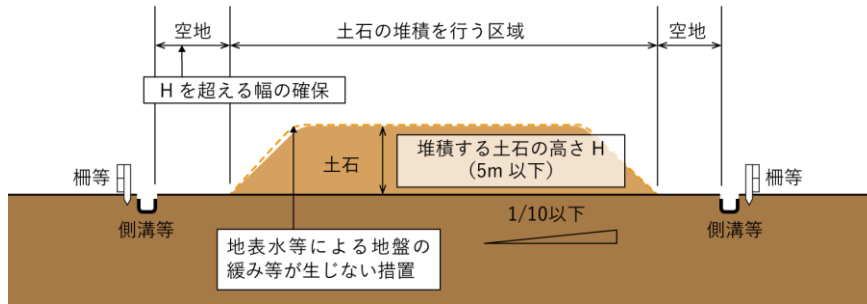 空地
土石の堆積を行う区域
空地
Hを超える幅の確保
土石
堆積する土石の高さH
（5m以下）
柵等
柵等
側溝等
1/10以下
側溝等
地表水等による地盤の
緩み等が生じない措置